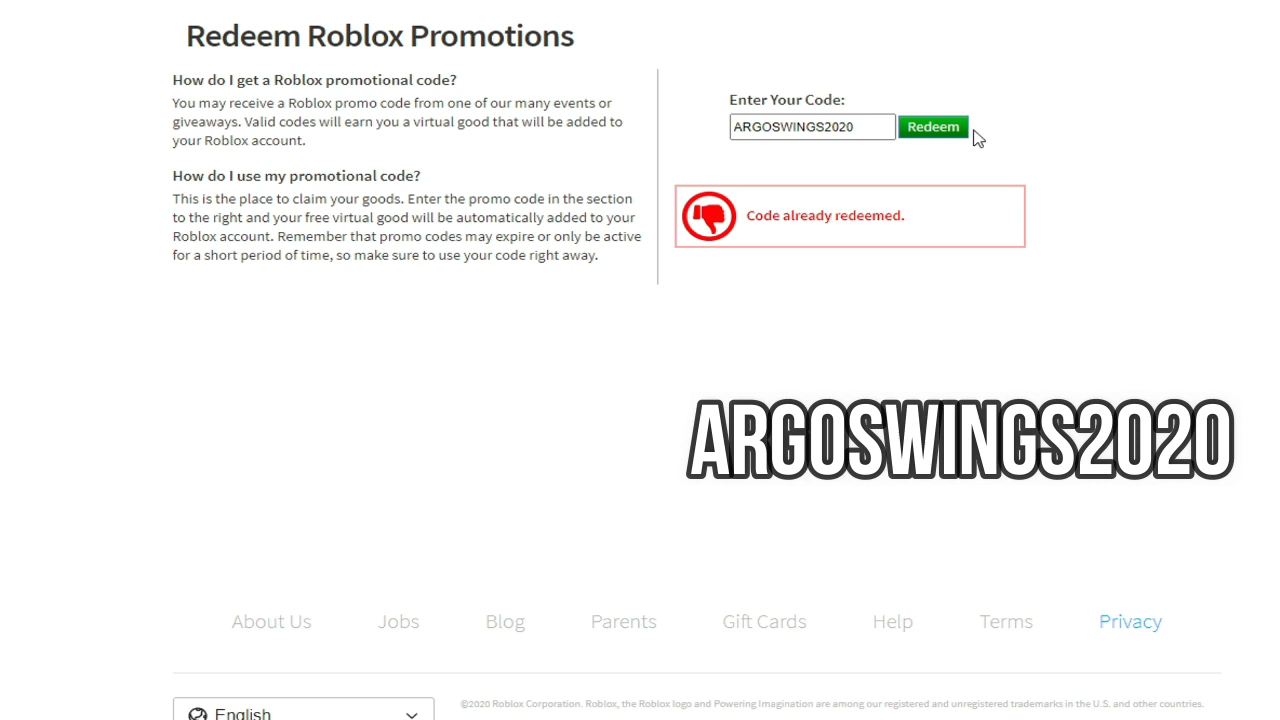 Redeem Roblox Promotions
How do I get a Roblox promotional code?
You may receive a Roblox promo code from one of our many events or
giveaways. Valid codes will earn you a virtual good that will be added to
your Roblox account.
How do I use my promotional code?
This is the place to claim your goods. Enter the promo code in the section
to the right and your free virtual good will be automatically added to your
Roblox account. Remember that promo codes may expire or only be active
for a short period of time, so make sure to use your code right away.
Enter Your Code:
ARGOSWINGS2020 Redeem
Code already redeemed.
ARGOSWINGS2020
About Us Jobs Blog Parents Gift Cards Help Terms Privacy
English
©2020 Roblox Corporation. Roblox, the Roblox logo and Powering Imagination are among our registered and unregistered trademarks in the U.S. and other countries.